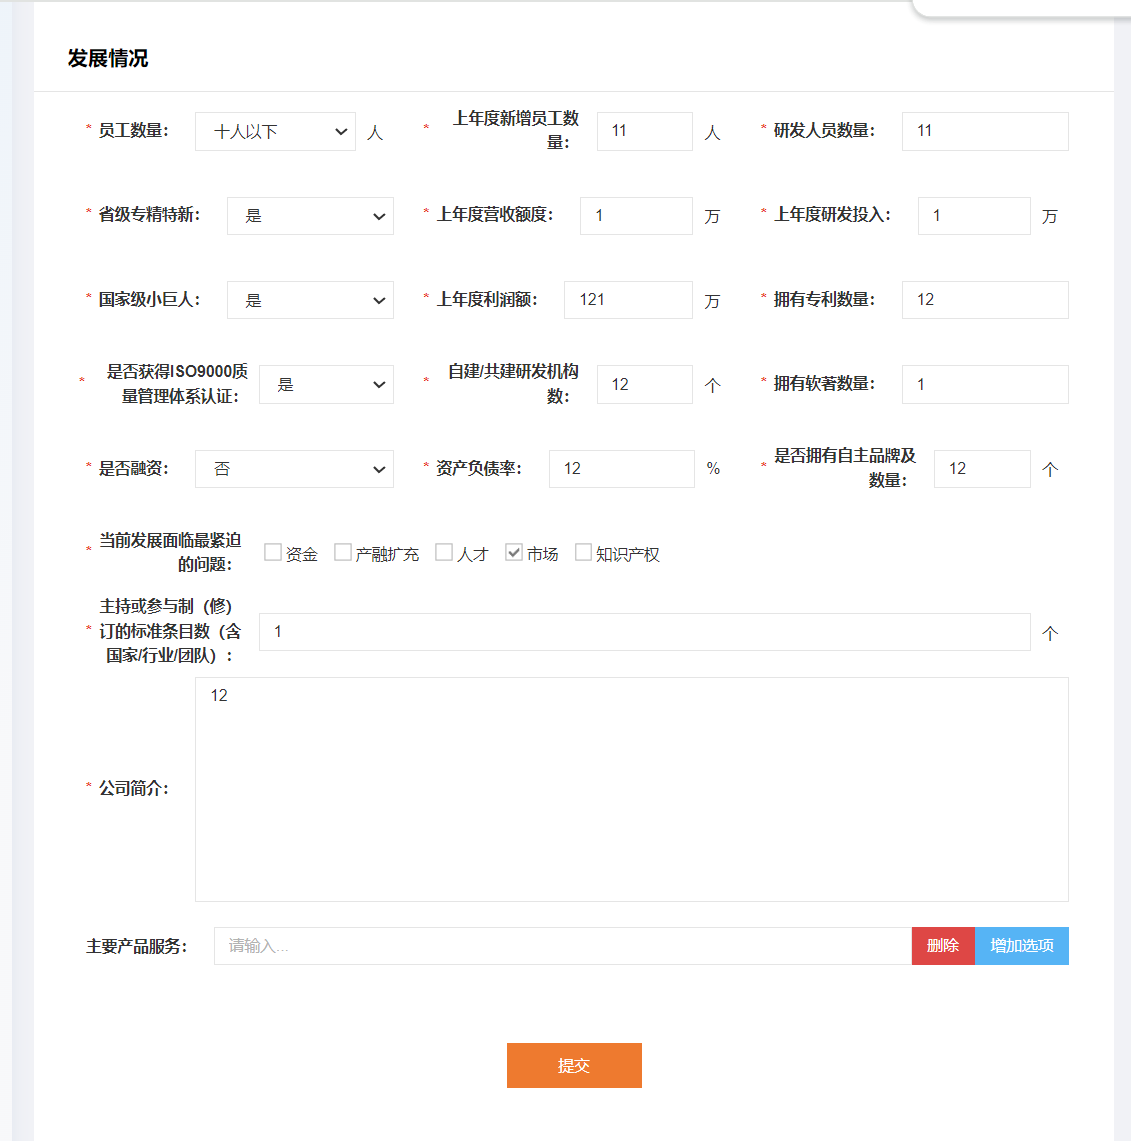 发展情况
* 员工数量： 十人以下 人 * 上年度新增员工数 11 人 * 研发人员数量： 11
量：
* 省级专精特新： 是 * 上年度营收额度： 1 万 * 上年度研发投入： 1 万
* 国家级小巨人： 是 * 上年度利润额： 121 万 * 拥有专利数量： 12
* 是否获得ISO9000质 是 * 自建/共建研发机构 12 个 * 拥有软著数量： 1
量管理体系认证： 数：
* 是否融资： 否 * 资产负债率： 12 % * 是否拥有自主品牌及 12 个
数量：
* 当前发展面临最紧迫
的问题： 资金 产融扩充 人才 市场 知识产权
主持或参与制（修）
* 订的标准条目数（含 1 个
国家/行业/团队）：
12
* 公司简介：
主要产品服务： 请输入... 删除 增加选项
提交